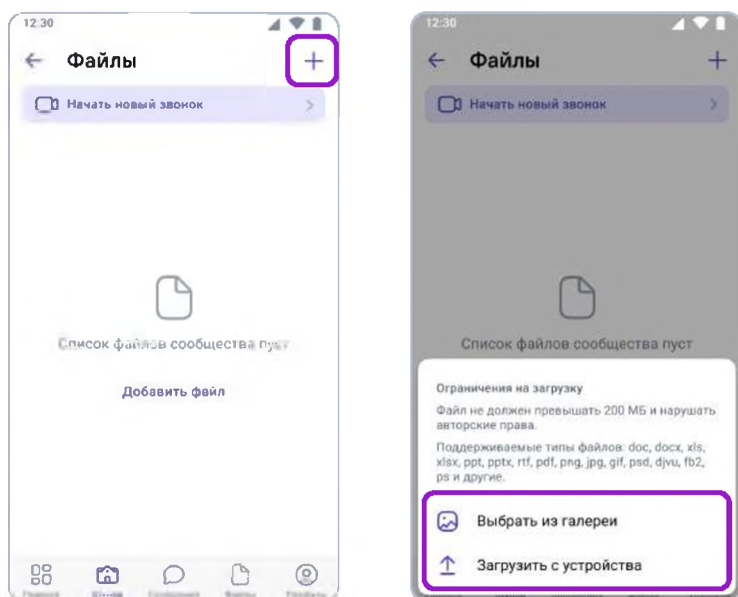 12:30
Файлы
Начать новый звонок
Список файлов сообщества пуст
Добавить файл
12:30
Файлы
Начать новый звонок
Список файлов сообщества пуст
Ограничения на загрузку
Файл не должен превышать 200 МБ и нарушать
авторские права.
Поддерживаемые типы файлов: doc, docx, xls,
xlsx, ppt, pptx, rtf, pdf, png, jpg, gif, psd, djvu, fb2,
ps и другие.
Выбрать из галереи
Загрузить с устройства